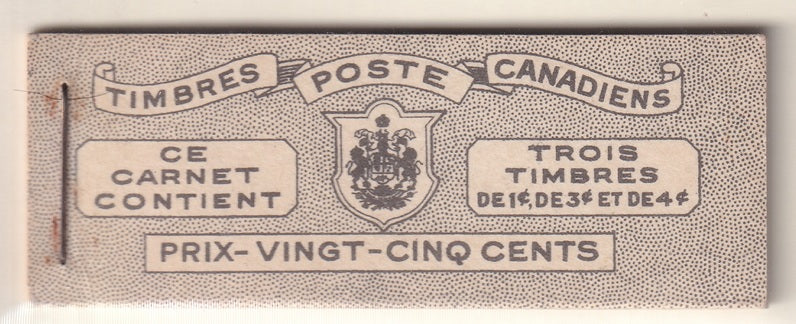 TIMBRES POSTE CANADIENS
CE
CARNET
CONTIENT
TROIS
TIMBRES
DE 1¢, DE 3¢ ET DE 4¢
PRIX-VINGT-CINQ CENTS